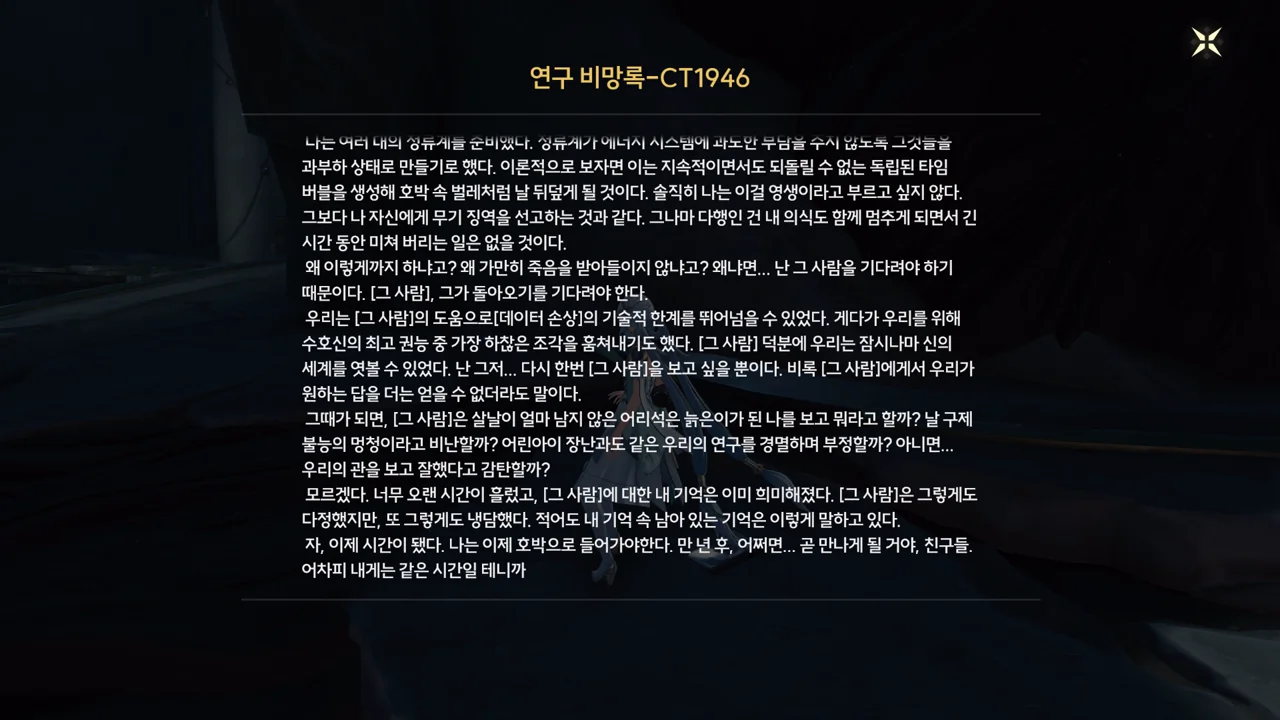 연구 비망록-CT1946
나는 여러 대의 정류계를 준비했다. 정류계가 에너지 시스템에 과도한 부담을 주지 않도록 그것들을
과부하 상태로 만들기로 했다. 이론적으로 보자면 이는 지속적이면서도 되돌릴 수 없는 독립된 타임
버블을 생성해 호박 속 벌레처럼 날 뒤덮게 될 것이다. 솔직히 나는 이걸 영생이라고 부르고 싶지 않다.
그보다 나 자신에게 무기 징역을 선고하는 것과 같다. 그나마 다행인 건 내 의식도 함께 멈추게 되면서 긴
시간 동안 미쳐 버리는 일은 없을 것이다.
왜 이렇게까지 하냐고? 왜 가만히 죽음을 받아들이지 않냐고? 왜냐면... 난 그 사람을 기다려야 하기
때문이다. [그 사람], 그가 돌아오기를 기다려야 한다.
우리는 [그 사람]의 도움으로[데이터 손상]의 기술적 한계를 뛰어넘을 수 있었다. 게다가 우리를 위해
수호신의 최고 권능 중 가장 하찮은 조각을 훔쳐내기도 했다. [그 사람] 덕분에 우리는 잠시나마 신의
세계를 엿볼 수 있었다. 난 그저... 다시 한번 [그 사람]을 보고 싶을 뿐이다. 비록 [그 사람]에게서 우리가
원하는 답을 더는 얻을 수 없더라도 말이다.
그때가 되면, [그 사람]은 살날이 얼마 남지 않은 어리석은 늙은이가 된 나를 보고 뭐라고 할까? 날 구제
불능의 멍청이라고 비난할까? 어린아이 장난과도 같은 우리의 연구를 경멸하며 부정할까? 아니면...
우리의 관을 보고 잘했다고 감탄할까?
모르겠다. 너무 오랜 시간이 흘렀고, [그 사람]에 대한 내 기억은 이미 희미해졌다. [그 사람]은 그렇게도
다정했지만, 또 그렇게도 냉담했다. 적어도 내 기억 속 남아 있는 기억은 이렇게 말하고 있다.
자, 이제 시간이 됐다. 나는 이제 호박으로 들어가야한다. 만 년 후, 어쩌면... 곧 만나게 될 거야, 친구들.
어차피 내게는 같은 시간일 테니까